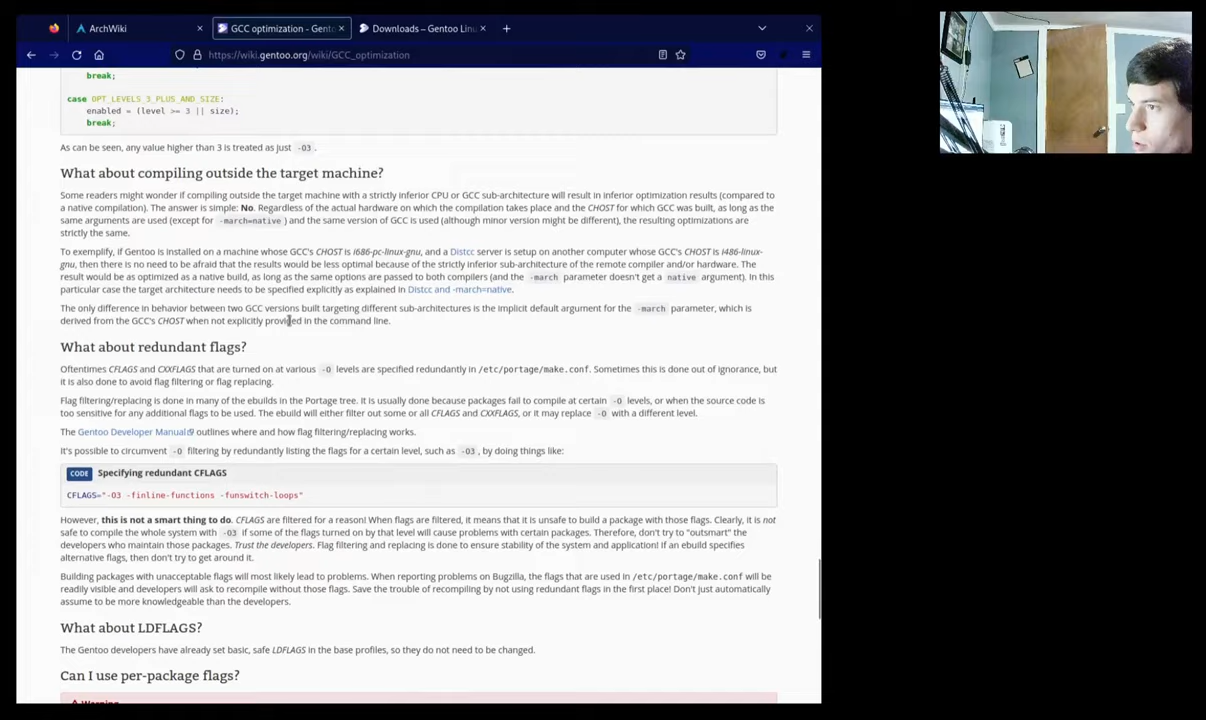 ArchWiki
GCC optimization - Gent
Downloads – Gentoo Lin
https://wiki.gentoo.org/wiki/GCC_optimization
break;
case OPT_LEVELS_3_PLUS_AND_SIZE:
enabled = (level >= 3 || size);
break;
As can be seen, any value higher than 3 is treated as just -O3.
What about compiling outside the target machine?
Some readers might wonder if compiling outside the target machine with a strictly inferior CPU or GCC sub-architecture will result in inferior optimization results (compared to
a native compilation). The answer is simple: No. Regardless of the actual hardware on which the compilation takes place and the CHOST for which GCC was built, as long as the
same arguments are used (except for -march=native) and the same version of GCC is used (although minor version might be different), the resulting optimizations are
strictly the same.
To exemplify, if Gentoo is installed on a machine whose GCC's CHOST is i686-pc-linux-gnu, and a Distcc server is setup on another computer whose GCC's CHOST is i486-linux-
gnu, then there is no need to be afraid that the results would be less optimal because of the strictly inferior sub-architecture of the remote compiler and/or hardware. The
result would be as optimized as a native build, as long as the same options are passed to both compilers (and the -march parameter doesn't get a native argument). In this
particular case the target architecture needs to be specified explicitly as explained in Distcc and -march=native.
The only difference in behavior between two GCC versions built targeting different sub-architectures is the implicit default argument for the -march parameter, which is
derived from the GCC's CHOST when not explicitly provided in the command line.
What about redundant flags?
Oftentimes CFLAGS and CXXFLAGS that are turned on at various -O levels are specified redundantly in /etc/portage/make.conf. Sometimes this is done out of ignorance, but
it is also done to avoid flag filtering or flag replacing.
Flag filtering/replacing is done in many of the ebuilds in the Portage tree. It is usually done because packages fail to compile at certain -O levels, or when the source code is
too sensitive for any additional flags to be used. The ebuild will either filter out some or all CFLAGS and CXXFLAGS, or it may replace -O with a different level.
The Gentoo Developer Manual outlines where and how flag filtering/replacing works.
It's possible to circumvent -O filtering by redundantly listing the flags for a certain level, such as -O3, by doing things like:
CODE Specifying redundant CFLAGS
CFLAGS="-O3 -finline-functions -funswitch-loops"
However, this is not a smart thing to do. CFLAGS are filtered for a reason! When flags are filtered, it means that it is unsafe to build a package with those flags. Clearly, it is not
safe to compile the whole system with -O3 if some of the flags turned on by that level will cause problems with certain packages. Therefore, don't try to "outsmart" the
developers who maintain those packages. Trust the developers. Flag filtering and replacing is done to ensure stability of the system and application! If an ebuild specifies
alternative flags, then don't try to get around it.
Building packages with unacceptable flags will most likely lead to problems. When reporting problems on Bugzilla, the flags that are used in /etc/portage/make.conf will be
readily visible and developers will ask to recompile without those flags. Save the trouble of recompiling by not using redundant flags in the first place! Don't just automatically
assume to be more knowledgeable than the developers.
What about LDFLAGS?
The Gentoo developers have already set basic, safe LDFLAGS in the base profiles, so they do not need to be changed.
Can I use per-package flags?
Warning